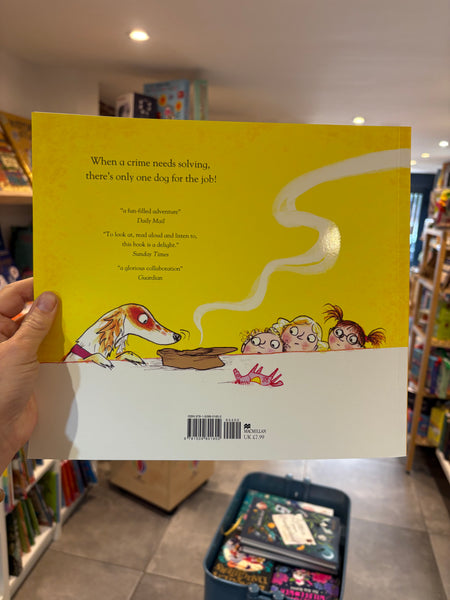 When a crime needs solving,
there's only one dog for the job!
"a fun-filled adventure"
Daily Mail
"To look at, read aloud and listen to,
this book is a delight."
Sunday Times
"a glorious collaboration"
Guardian
MACMILLAN
UK £7.99